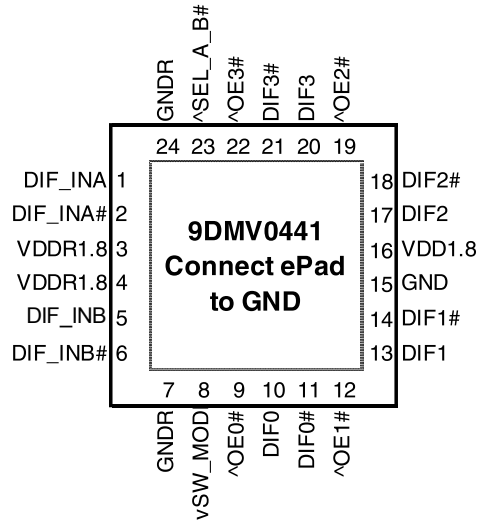 GNDR
^SEL_A_B#
^OE3#
DIF3#
DIF3
^OE2#
24 23 22 21 20 19
DIF_INA 1
DIF_INA# 2
VDDR1.8 3
VDDR1.8 4
DIF_INB 5
DIF_INB# 6
9DMV0441
Connect ePad
to GND
18 DIF2#
17 DIF2
16 VDD1.8
15 GND
14 DIF1#
13 DIF1
7 8 9 10 11 12
GNDR
vSW_MODE
^OE0#
DIF0
DIF0#
^OE1#